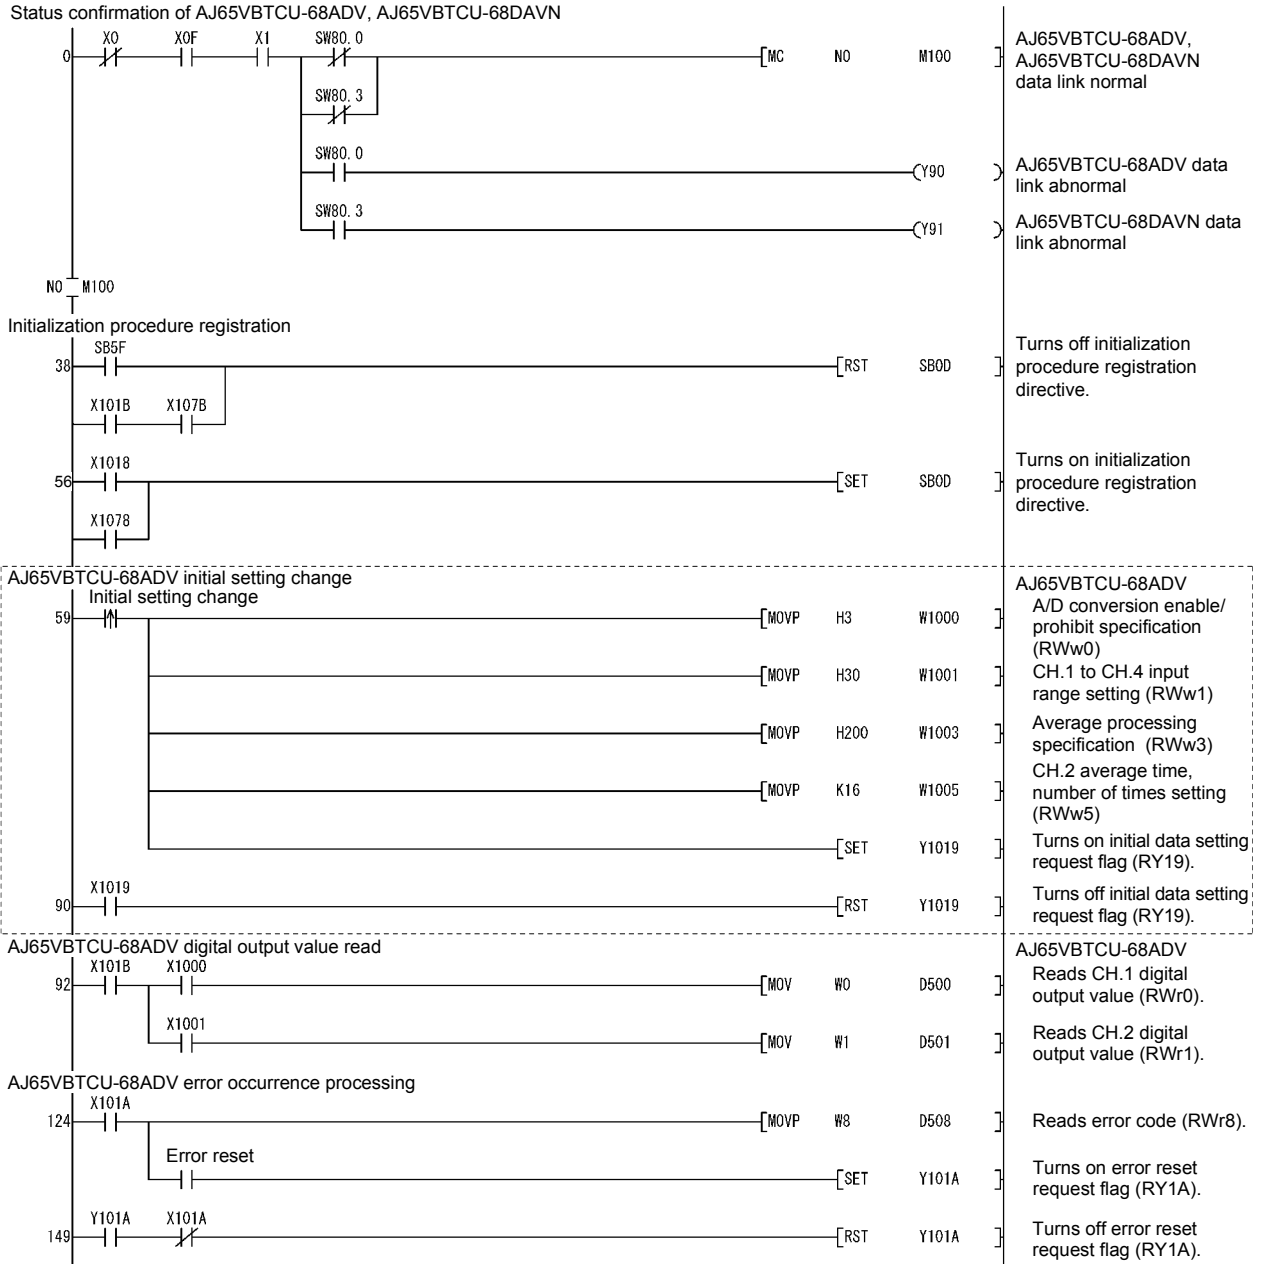 Status confirmation of AJ65VBTCU-68ADV, AJ65VBTCU-68DAVN
X0 X0F X1 SW80.0
0 [MC N0 M100 ] AJ65VBTCU-68ADV,
AJ65VBTCU-68DAVN
data link normal
SW80.3
SW80.0
(Y90 ) AJ65VBTCU-68ADV data
link abnormal
SW80.3
(Y91 ) AJ65VBTCU-68DAVN data
link abnormal
N0 M100
Initialization procedure registration
SB5F
38 [RST SB0D ] Turns off initialization
procedure registration
directive.
X101B X107B
X1018
56 [SET SB0D ] Turns on initialization
procedure registration
directive.
X1078
AJ65VBTCU-68ADV initial setting change
Initial setting change
AJ65VBTCU-68ADV
59 [MOVP H3 W1000 ] A/D conversion enable/
prohibit specification
(RWw0)
[MOVP H30 W1001 ] CH.1 to CH.4 input
range setting (RWw1)
[MOVP H200 W1003 ] Average processing
specification (RWw3)
[MOVP K16 W1005 ] CH.2 average time,
number of times setting
(RWw5)
[SET Y1019 ] Turns on initial data setting
request flag (RY19).
X1019
90 [RST Y1019 ] Turns off initial data setting
request flag (RY19).
AJ65VBTCU-68ADV digital output value read
AJ65VBTCU-68ADV
X101B X1000
92 [MOV W0 D500 ] Reads CH.1 digital
output value (RWr0).
X1001
[MOV W1 D501 ] Reads CH.2 digital
output value (RWr1).
AJ65VBTCU-68ADV error occurrence processing
X101A
124 [MOVP W8 D508 ] Reads error code (RWr8).
Error reset
[SET Y101A ] Turns on error reset
request flag (RY1A).
Y101A X101A
149 [RST Y101A ] Turns off error reset
request flag (RY1A).